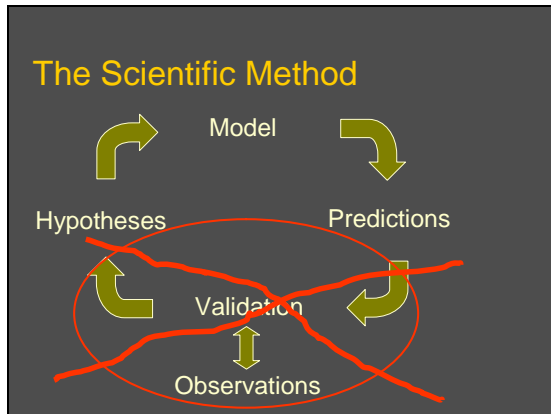 The Scientific Method
Model
Hypotheses
Predictions
Validation
Observations